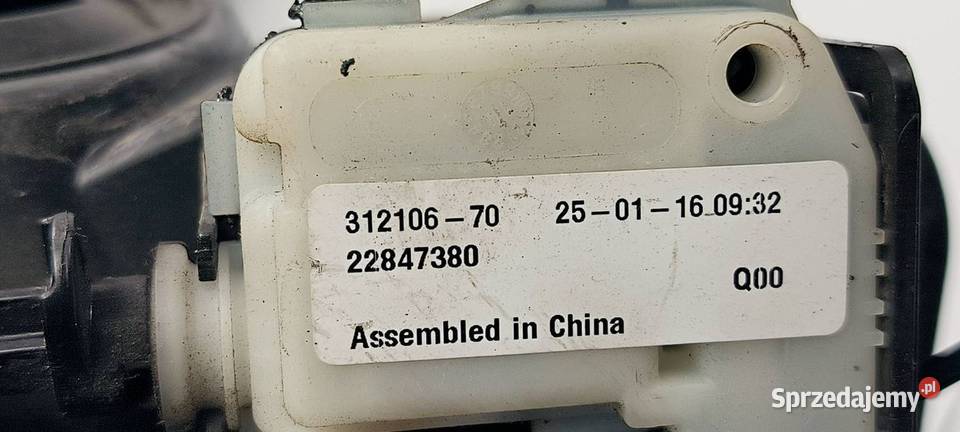 312106-70 25-01-16 09:32
22847380
Q00
Assembled in China
Sprzedajemy.pl